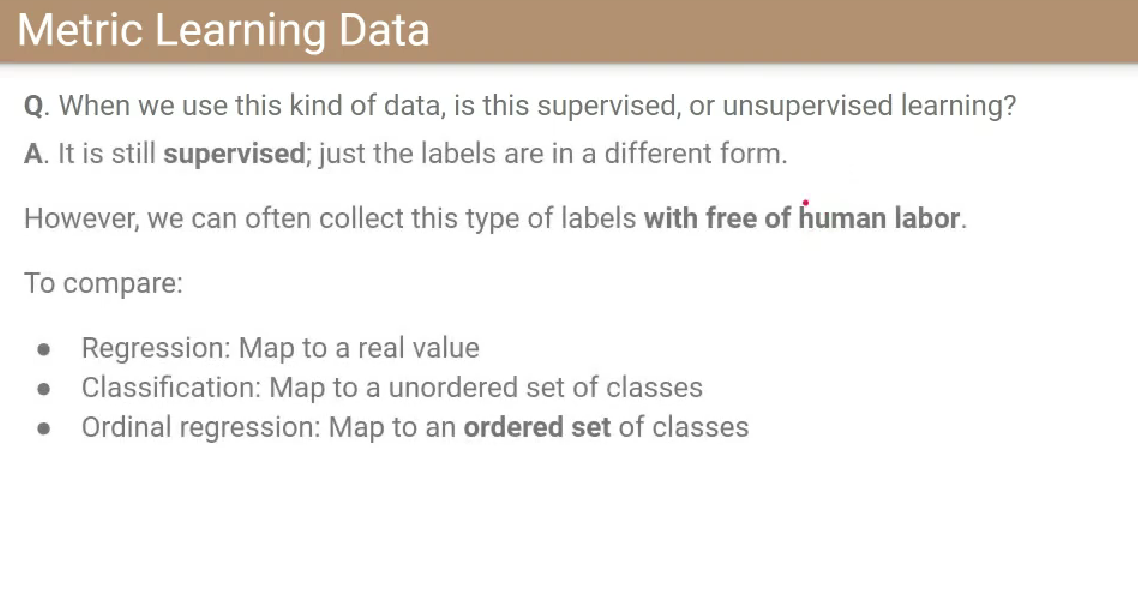 Metric Learning Data
Q. When we use this kind of data, is this supervised, or unsupervised learning?
A. It is still supervised; just the labels are in a different form.
However, we can often collect this type of labels with free of human labor.
To compare:
● Regression: Map to a real value
● Classification: Map to a unordered set of classes
● Ordinal regression: Map to an ordered set of classes